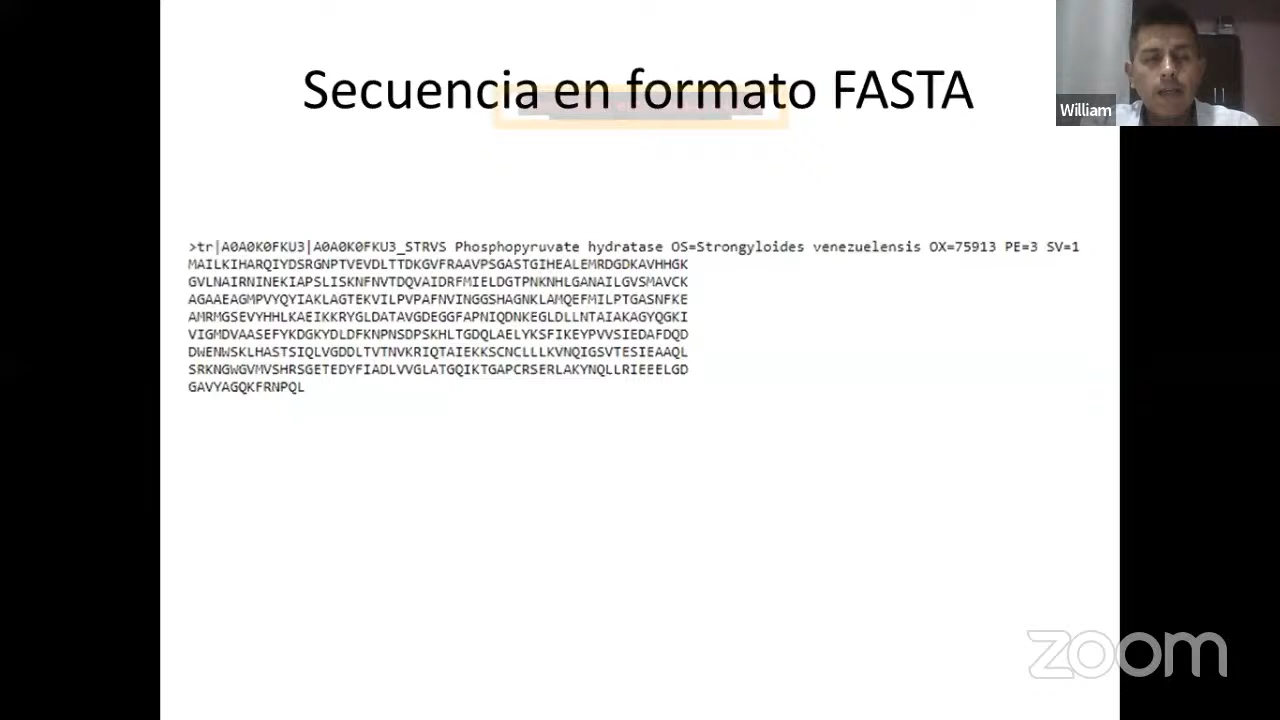 Secuencia en formato FASTA
William
>tr|A0A0K0FKU3|A0A0K0FKU3_STRVS Phosphopyruvate hydratase OS=Strongyloides venezuelensis OX=75913 PE=3 SV=1
MAILKIHARQIYDSRGNPTVEVDLTTDKGVFRAAVPSGASTGIHEALEMRDGDKAVHHGK
GVLNAIRNINEKIAPSLISKNFNVTDQVAIDRFMIELDGTPNKNHLGANAILGVSMAVCK
AGAAEAGMPVYQYIAKLAGTEKVILPVPAFNVINGGSHAGNKLAMQEFMILPTGASNFKE
AMRMGSEVYHHLKAEIKKRYGLDATAVGDEGGFAPNIQDNKEGLDLLNTAIAKAGYQGKI
VIGMDVAASEFYKDGKYDLDFKNPNSDPSKHLTGDQLAELYKSFIKEYPVVSIEDAFDQD
DWENWSKLHASTSIQLVGDDLTVTNVKRIQTAIEKKSCNCLLLKVNQIGSVTESIEAAQL
SRKNGWGVMVSHRSGETEDYFIADLVVGLATGQIKTGAPCRSERLAKYNQLLRIEEELGD
GAVYAGQKFRNPQL
zoom